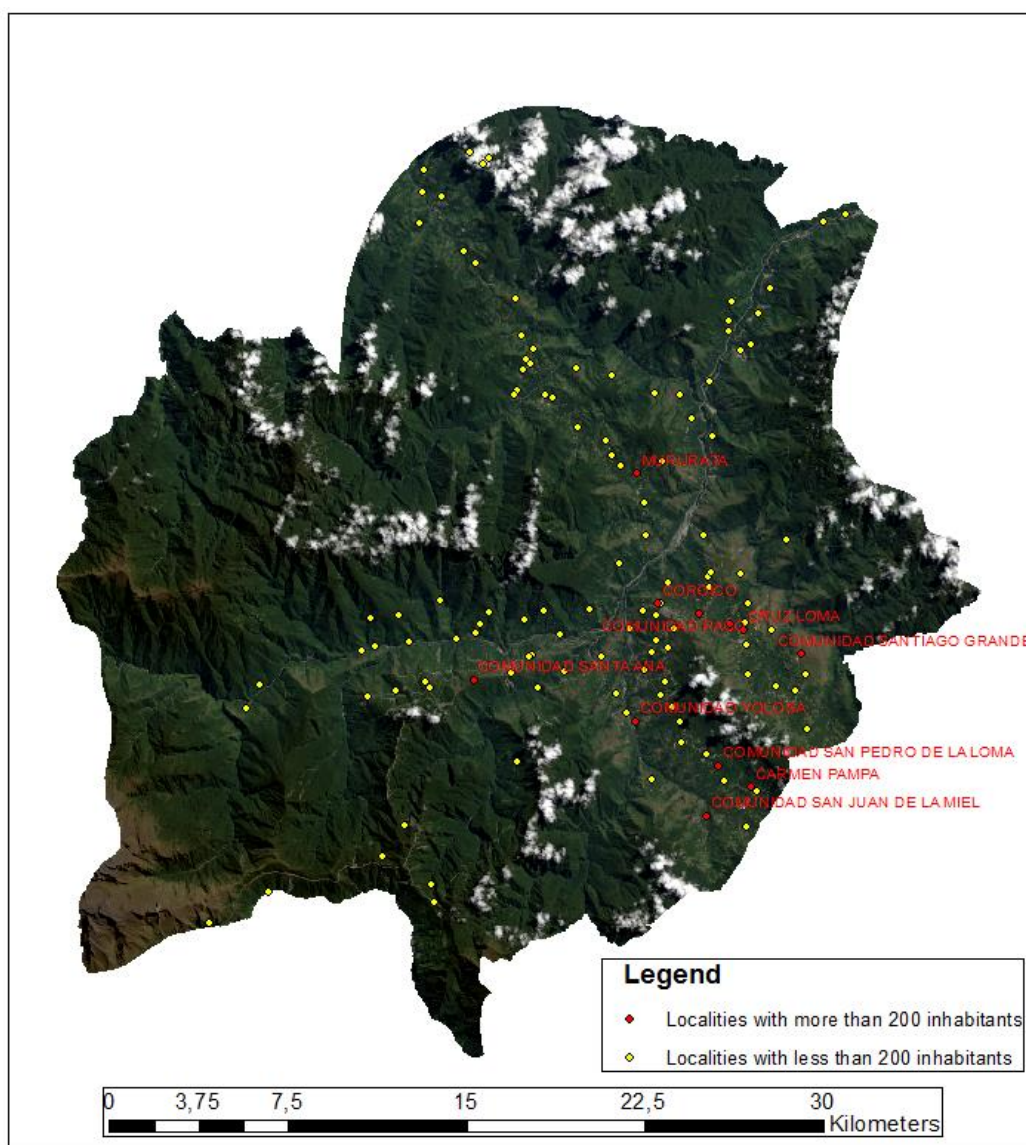 MURURATA
COROICO
CRUZ LOMA
COMUNIDAD PACO
COMUNIDAD SANTIAGO GRANDE
COMUNIDAD SANTA ANA
COMUNIDAD YOLOSA
COMUNIDAD SAN PEDRO DE LA LOMA
CARMEN PAMPA
COMUNIDAD SAN JUAN DE LA MIEL
Legend
Localities with more than 200 inhabitants
Localities with less than 200 inhabitants
0 3,75 7,5 15 22,5 30
Kilometers